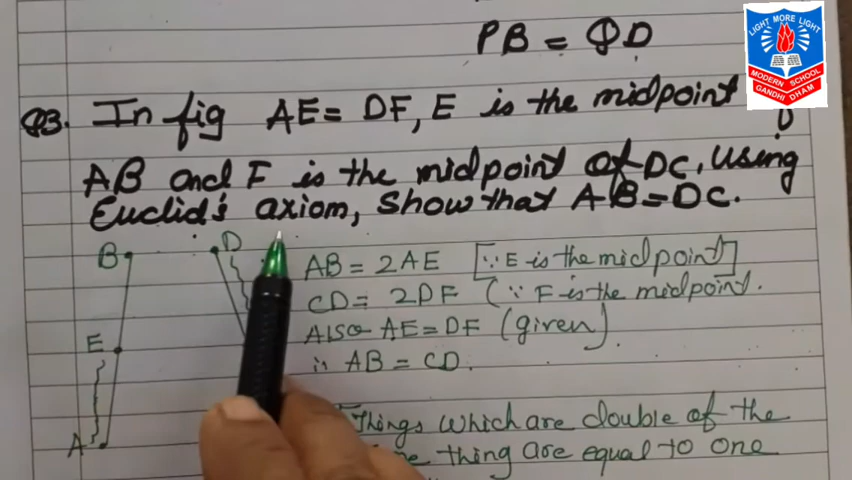 PB = QD
LIGHT MORE LIGHT
MODERN SCHOOL
GANDHI DHAM
Q3. In fig AE = DF, E is the midpoint
AB and F is the midpoint of DC, Using
Euclid's axiom, Show that AB = DC.
B D AB = 2AE [∵ E is the midpoint]
CD = 2DF (∵ F is the midpoint.
E Also AE = DF (given).
∴ AB = CD.
Things which are double of the
A thing are equal to one